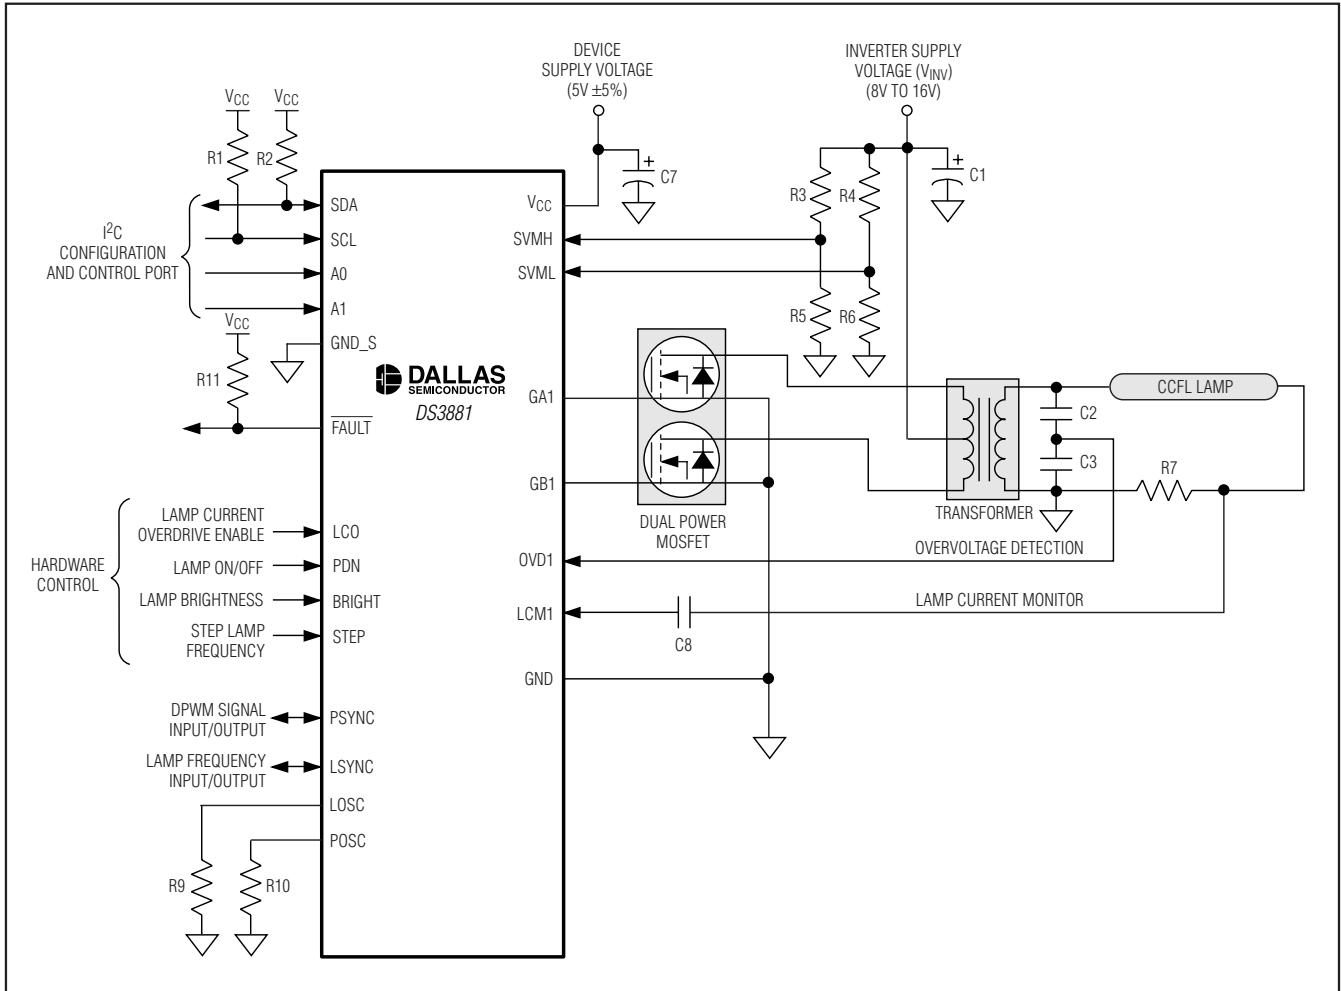 DEVICE
SUPPLY VOLTAGE
(5V ±5%)
INVERTER SUPPLY
VOLTAGE (VINV)
(8V TO 16V)
VCC
VCC
R1
R2
C7
R3
R4
C1
I2C
CONFIGURATION
AND CONTROL PORT
SDA
SCL
A0
A1
VCC
SVMH
SVML
R5
R6
VCC
R11
GND_S
DALLAS
SEMICONDUCTOR
DS3881
FAULT
GA1
GB1
DUAL POWER
MOSFET
TRANSFORMER
CCFL LAMP
C2
C3
R7
HARDWARE
CONTROL
LAMP CURRENT
OVERDRIVE ENABLE
LCO
LAMP ON/OFF
PDN
LAMP BRIGHTNESS
BRIGHT
STEP LAMP
FREQUENCY
STEP
OVD1
OVERVOLTAGE DETECTION
LCM1
C8
LAMP CURRENT MONITOR
GND
DPWM SIGNAL
INPUT/OUTPUT
PSYNC
LAMP FREQUENCY
INPUT/OUTPUT
LSYNC
LOSC
POSC
R9
R10